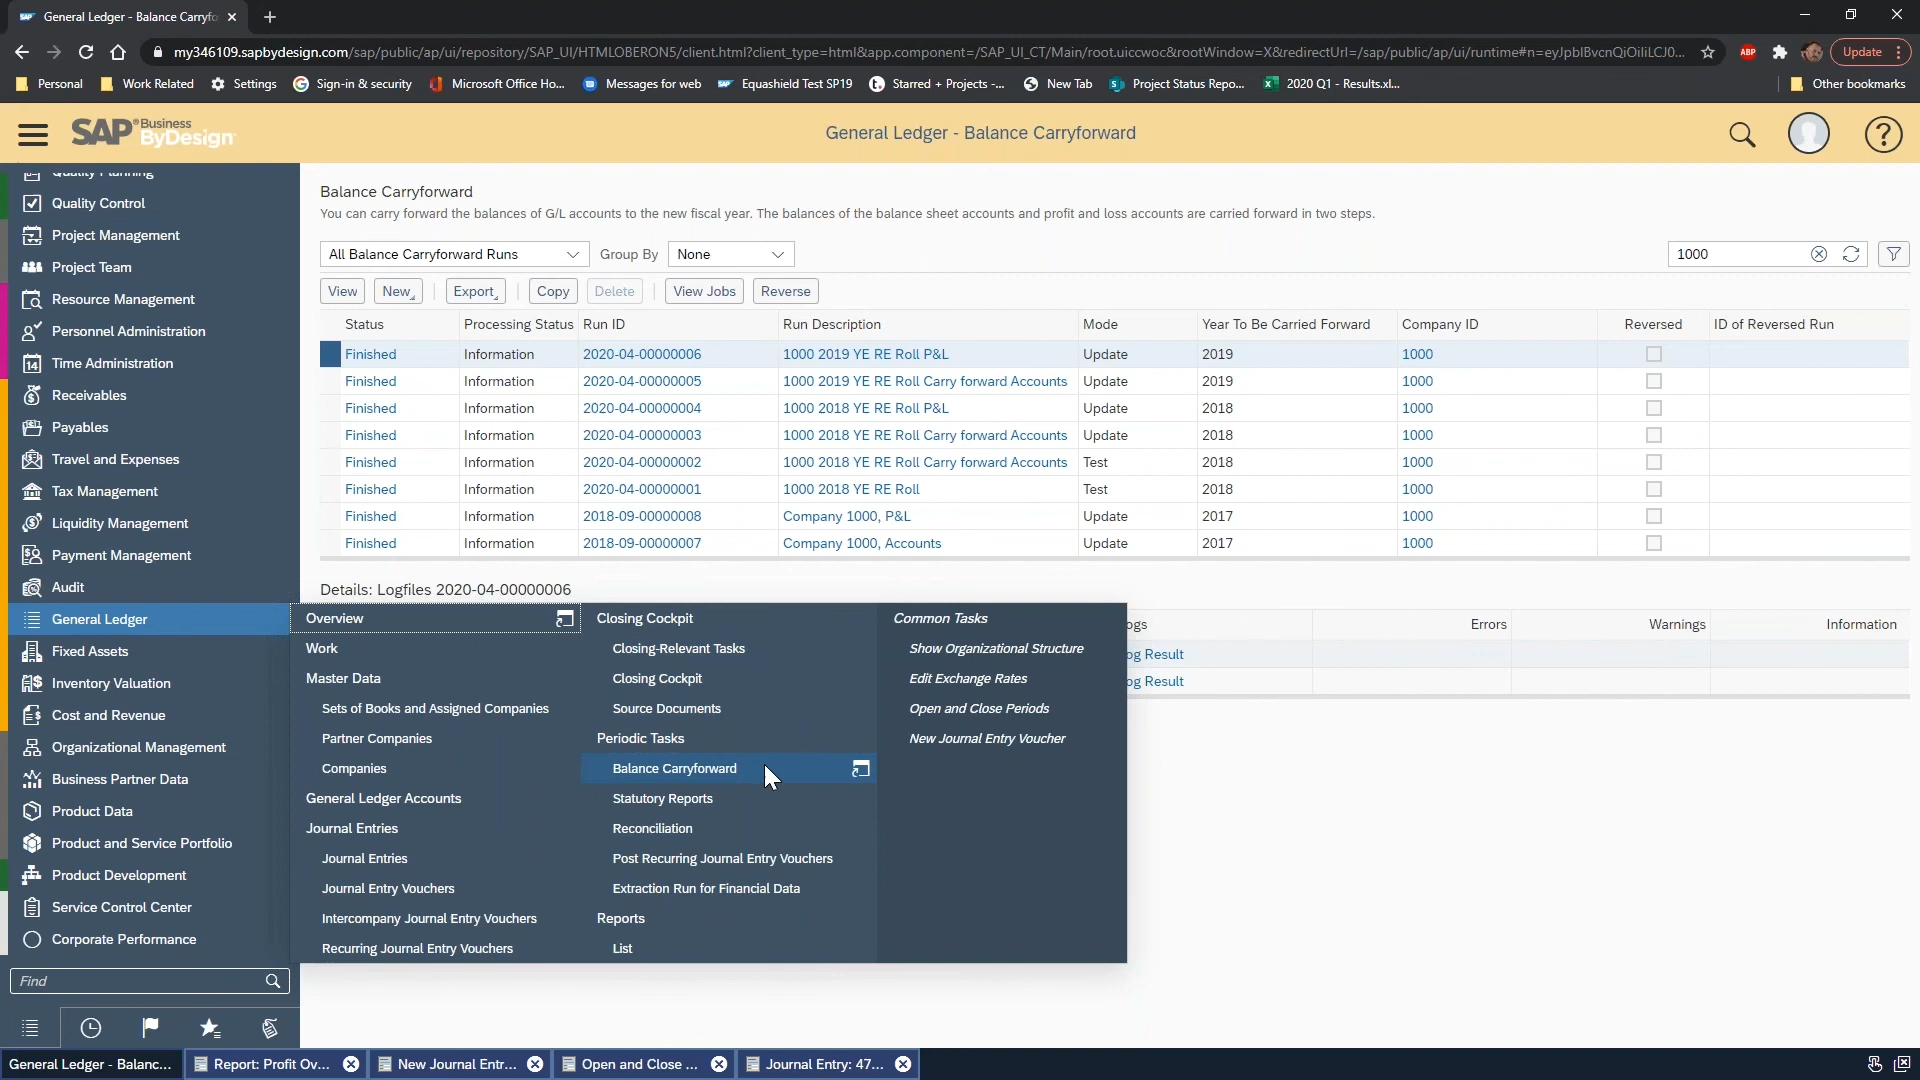 General Ledger - Balance Carryfo
my346109.sapbydesign.com/sap/public/ap/ui/repository/SAP_UI/HTMLOBERON5/client.html?client_type=html&app.component=/SAP_UI_CT/Main/root.uiccwoc&rootWindow=X&redirectUrl=/sap/public/ap/ui/runtime#n=eyJpbIBvcnQiOiIiLCJ0...
ABP
Update
Personal
Work Related
Settings
Sign-in & security
Microsoft Office Ho...
Messages for web
Equashield Test SP19
Starred + Projects -...
New Tab
Project Status Repo...
2020 Q1 - Results.xl...
Other bookmarks
SAP Business ByDesign
General Ledger - Balance Carryforward
Quality Planning
Quality Control
Project Management
Project Team
Resource Management
Personnel Administration
Time Administration
Receivables
Payables
Travel and Expenses
Tax Management
Liquidity Management
Payment Management
Audit
General Ledger
Fixed Assets
Inventory Valuation
Cost and Revenue
Organizational Management
Business Partner Data
Product Data
Product and Service Portfolio
Product Development
Service Control Center
Corporate Performance
Find
Balance Carryforward
You can carry forward the balances of G/L accounts to the new fiscal year. The balances of the balance sheet accounts and profit and loss accounts are carried forward in two steps.
All Balance Carryforward Runs Group By None 1000
View New Export Copy Delete View Jobs Reverse
Status Processing Status Run ID Run Description Mode Year To Be Carried Forward Company ID Reversed ID of Reversed Run
Finished Information 2020-04-00000006 1000 2019 YE RE Roll P&L Update 2019 1000
Finished Information 2020-04-00000005 1000 2019 YE RE Roll Carry forward Accounts Update 2019 1000
Finished Information 2020-04-00000004 1000 2018 YE RE Roll P&L Update 2018 1000
Finished Information 2020-04-00000003 1000 2018 YE RE Roll Carry forward Accounts Update 2018 1000
Finished Information 2020-04-00000002 1000 2018 YE RE Roll Carry forward Accounts Test 2018 1000
Finished Information 2020-04-00000001 1000 2018 YE RE Roll Test 2018 1000
Finished Information 2018-09-00000008 Company 1000, P&L Update 2017 1000
Finished Information 2018-09-00000007 Company 1000, Accounts Update 2017 1000
Details: Logfiles 2020-04-00000006
ogs Errors Warnings Information
og Result
og Result
Overview
Work
Master Data
Sets of Books and Assigned Companies
Partner Companies
Companies
General Ledger Accounts
Journal Entries
Journal Entries
Journal Entry Vouchers
Intercompany Journal Entry Vouchers
Recurring Journal Entry Vouchers
Closing Cockpit
Closing-Relevant Tasks
Closing Cockpit
Source Documents
Periodic Tasks
Balance Carryforward
Statutory Reports
Reconciliation
Post Recurring Journal Entry Vouchers
Extraction Run for Financial Data
Reports
List
Common Tasks
Show Organizational Structure
Edit Exchange Rates
Open and Close Periods
New Journal Entry Voucher
General Ledger - Balanc...
Report: Profit Ov...
New Journal Entr...
Open and Close ...
Journal Entry: 47...